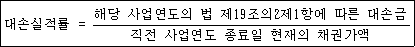 대손실적률 = 해당 사업연도의 법 제19조의2제1항에 따른 대손금
직전 사업연도 종료일 현재의 채권가액